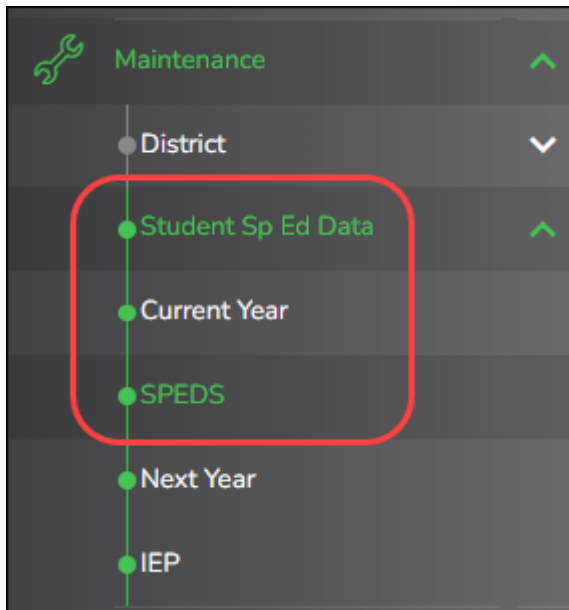 Maintenance
District
Student Sp Ed Data
Current Year
SPEDS
Next Year
IEP